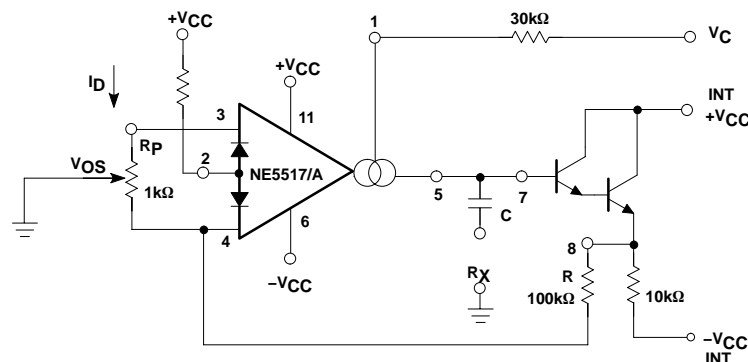 +VCC
1
30kΩ
VC
ID
+VCC
INT
+VCC
3
11
RP
VOS
2
NE5517/A
1kΩ
5
7
C
4
6
8
−VCC
RX
R
100kΩ
10kΩ
−VCC
INT